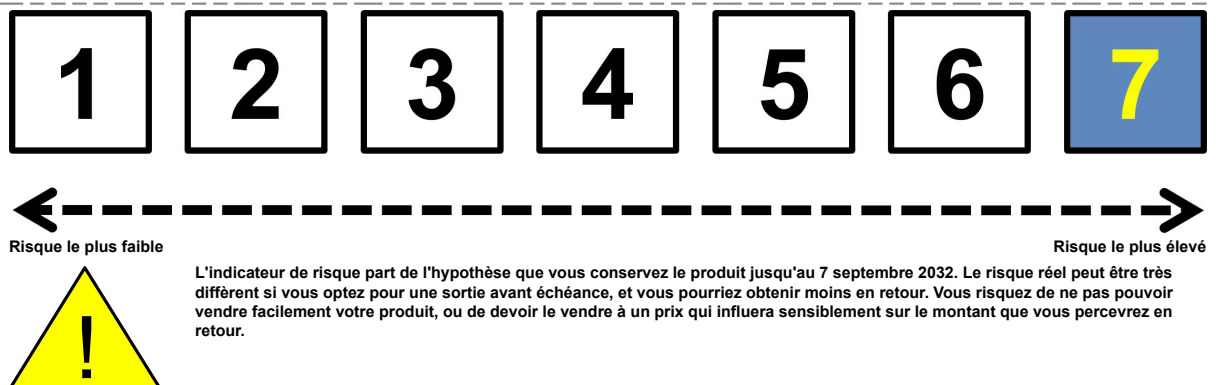 1 2 3 4 5 6 7
Risque le plus faible Risque le plus élevé
L'indicateur de risque part de l'hypothèse que vous conservez le produit jusqu'au 7 septembre 2032. Le risque réel peut être très
diffèrent si vous optez pour une sortie avant échéance, et vous pourriez obtenir moins en retour. Vous risquez de ne pas pouvoir
vendre facilement votre produit, ou de devoir le vendre à un prix qui influera sensiblement sur le montant que vous percevrez en
retour.
!